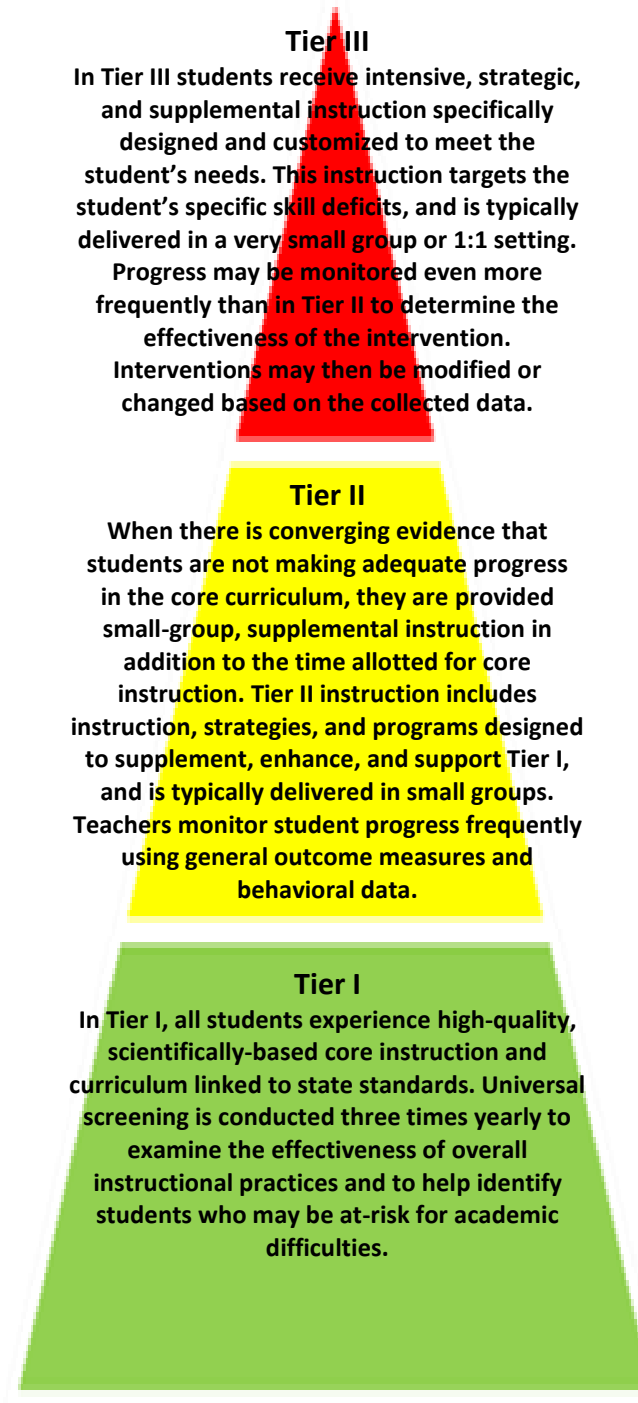 Tier III
In Tier III students receive intensive, strategic,
and supplemental instruction specifically
designed and customized to meet the
student’s needs. This instruction targets the
student’s specific skill deficits, and is typically
delivered in a very small group or 1:1 setting.
Progress may be monitored even more
frequently than in Tier II to determine the
effectiveness of the intervention.
Interventions may then be modified or
changed based on the collected data.
Tier II
When there is converging evidence that
students are not making adequate progress
in the core curriculum, they are provided
small-group, supplemental instruction in
addition to the time allotted for core
instruction. Tier II instruction includes
instruction, strategies, and programs designed
to supplement, enhance, and support Tier I,
and is typically delivered in small groups.
Teachers monitor student progress frequently
using general outcome measures and
behavioral data.
Tier I
In Tier I, all students experience high-quality,
scientifically-based core instruction and
curriculum linked to state standards. Universal
screening is conducted three times yearly to
examine the effectiveness of overall
instructional practices and to help identify
students who may be at-risk for academic
difficulties.